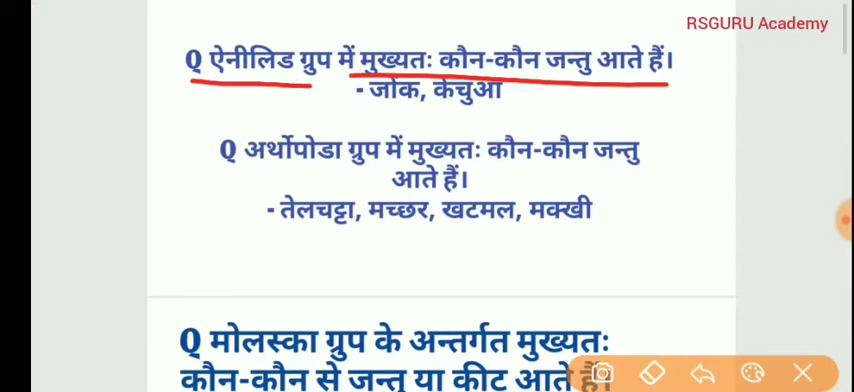 RSGURU Academy
Q ऐनीलिड ग्रुप में मुख्यतः कौन-कौन जन्तु आते हैं।
- जोंक, केचुआ
Q अर्थोपोडा ग्रुप में मुख्यतः कौन-कौन जन्तु
आते हैं।
- तेलचट्टा, मच्छर, खटमल, मक्खी
Q मोलस्का ग्रुप के अन्तर्गत मुख्यतः
कौन-कौन से जन्तु या कीट आते हैं।